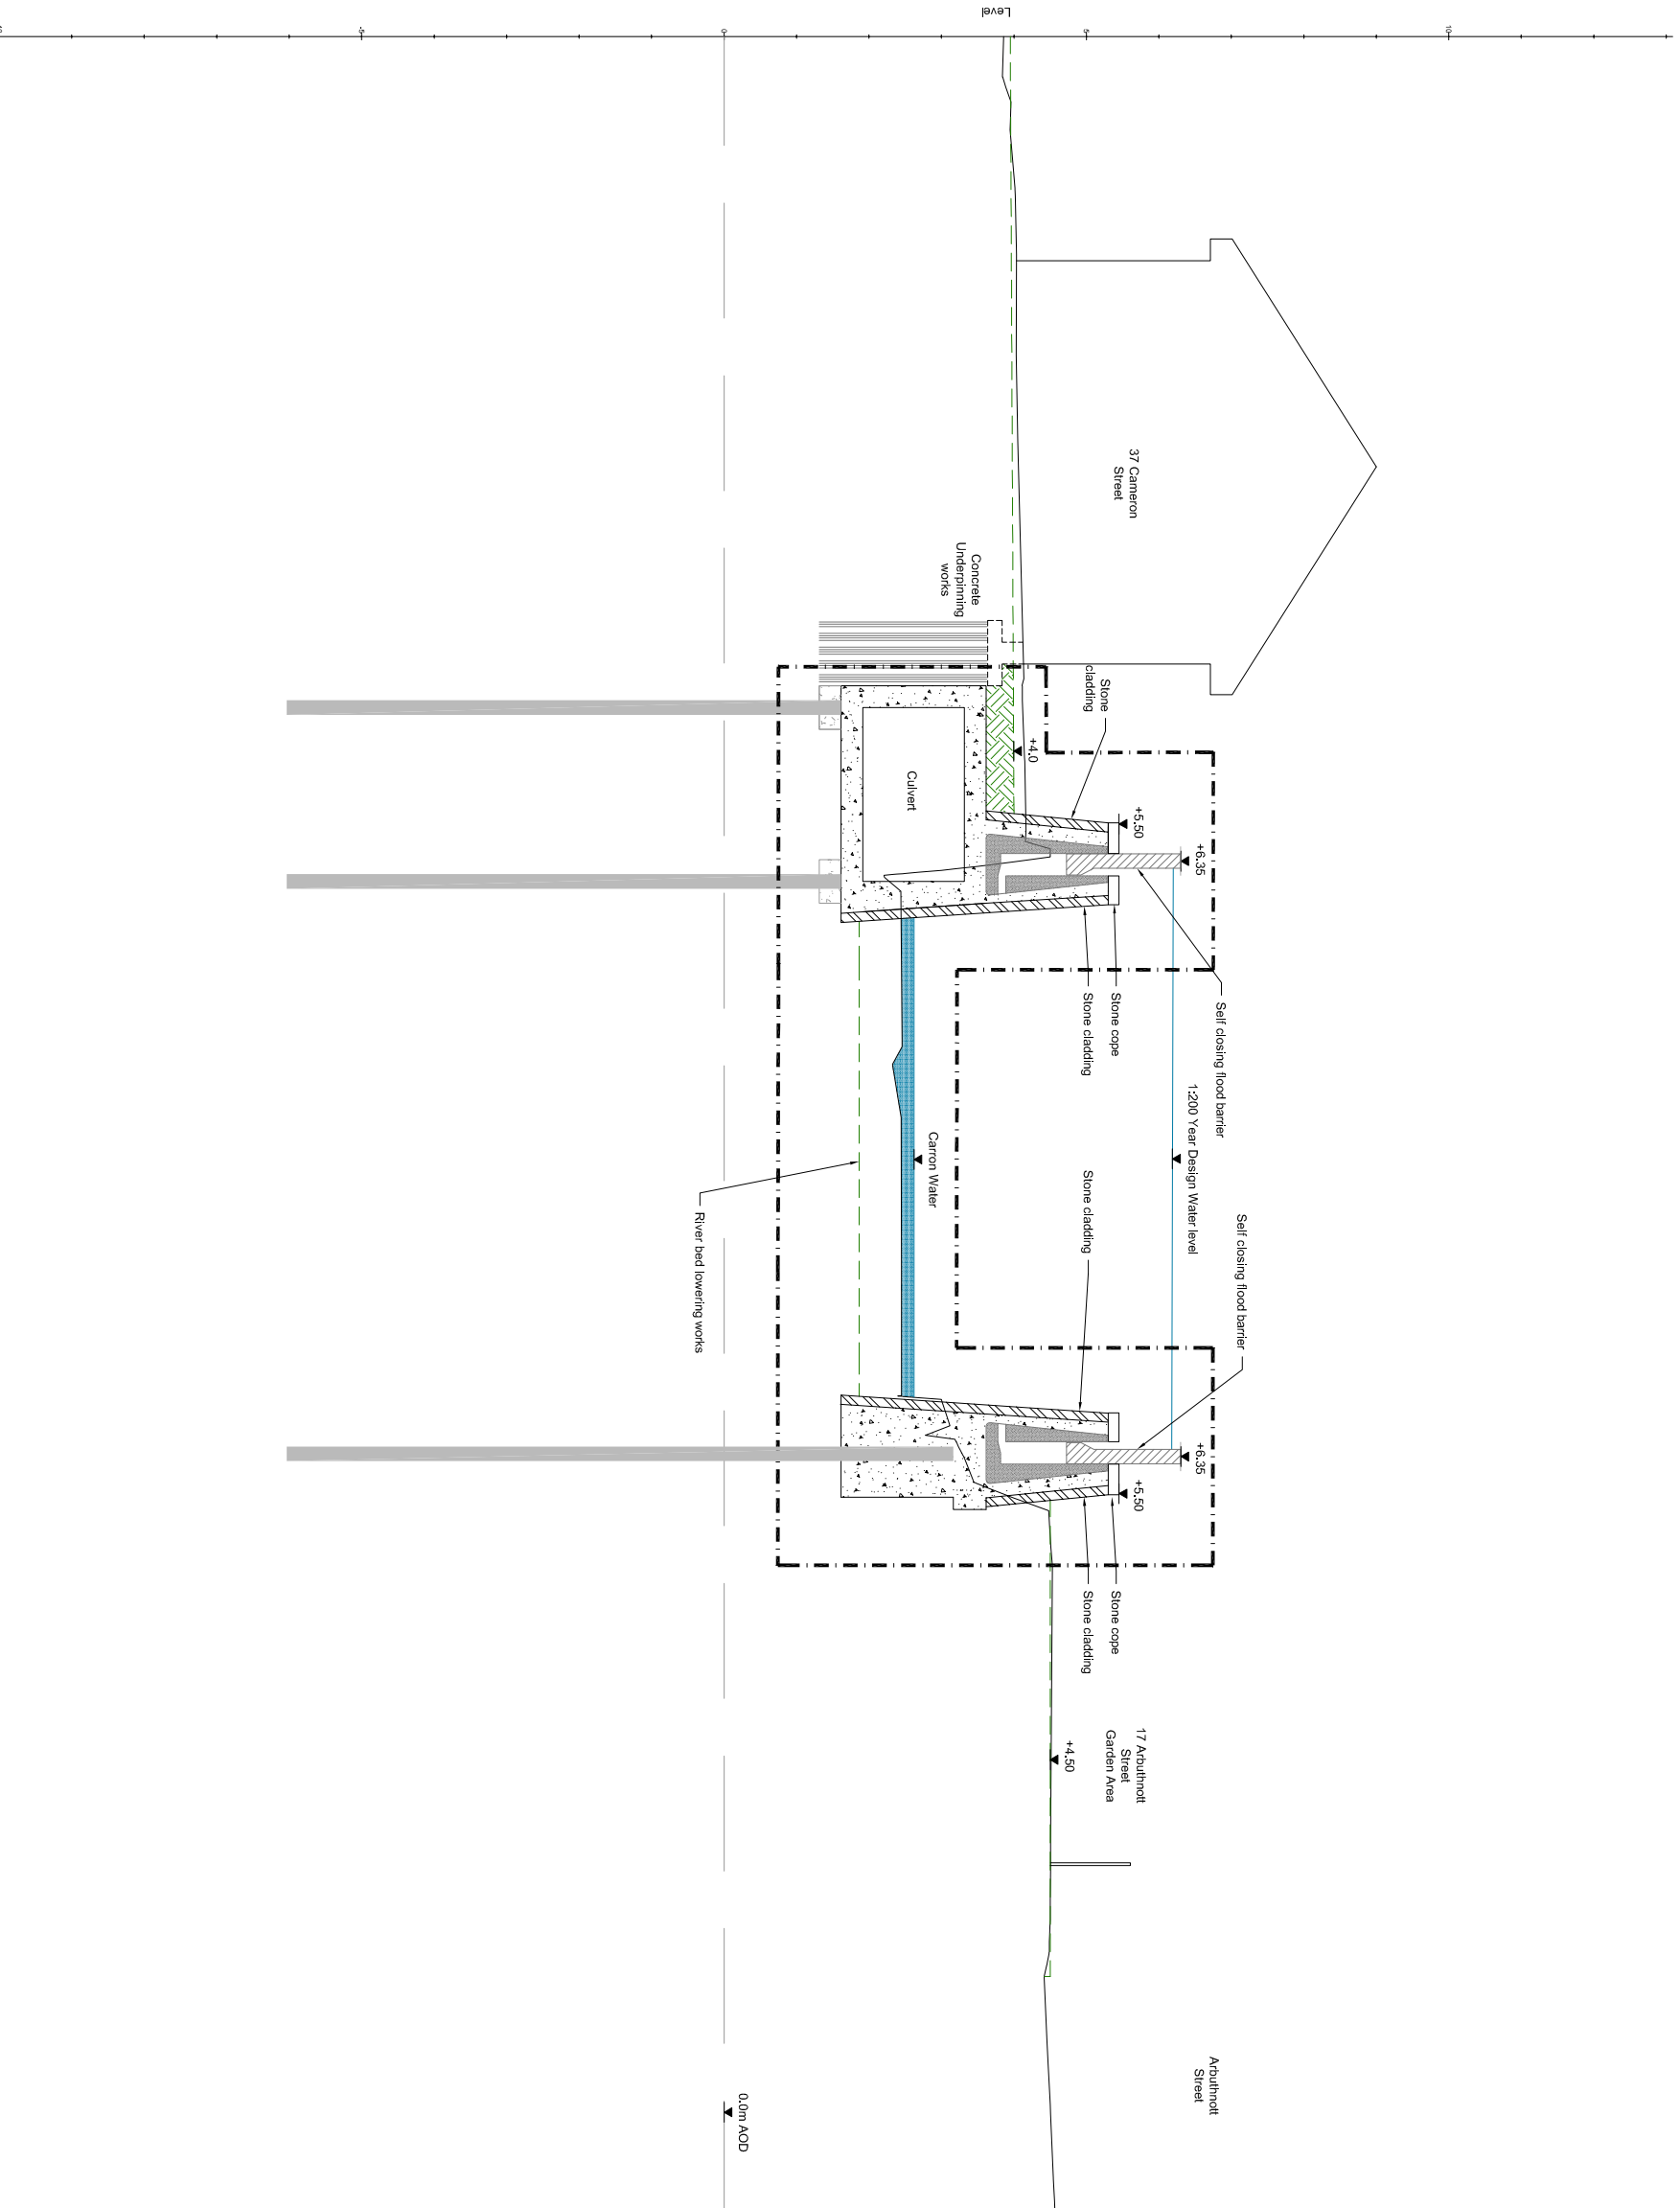 Level
-5
0
5
10
37 Cameron
Street
Concrete
Underpinning
works
Stone
cladding
+4.0
Culvert
+5.50
+6.35
Stone cope
Stone cladding
Self closing flood barrier
1:200 Year Design Water level
Carron Water
River bed lowering works
Stone cladding
Self closing flood barrier
+6.35
+5.50
Stone cope
Stone cladding
17 Arbuthnott
Street
Garden Area
+4.50
Arbuthnott
Street
0.0m AOD